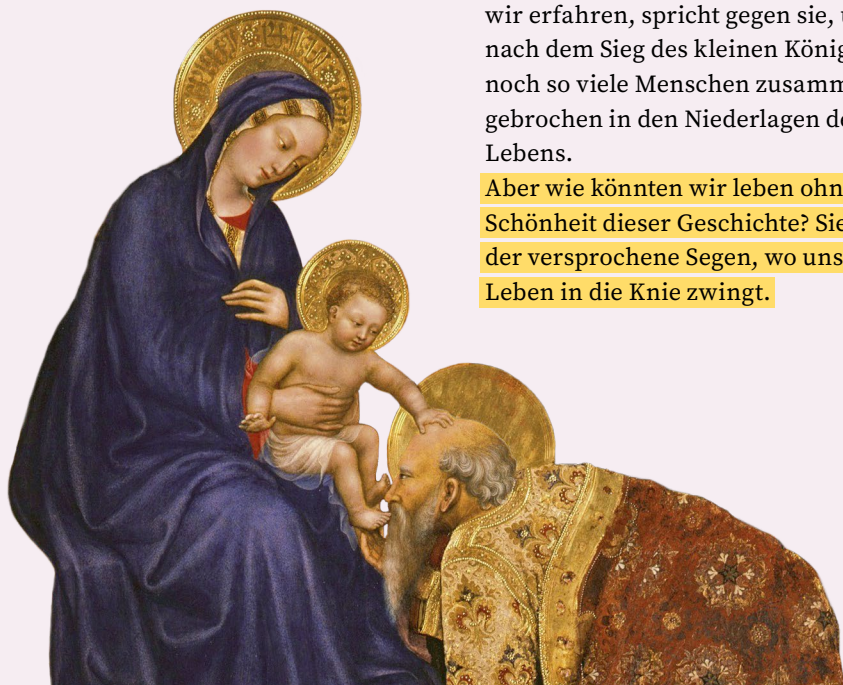 wir erfahren, spricht gegen sie,
nach dem Sieg des kleinen König
noch so viele Menschen zusamm
gebrochen in den Niederlagen de
Lebens.
Aber wie könnten wir leben ohn
Schönheit dieser Geschichte? Sie
der versprochene Segen, wo uns
Leben in die Knie zwingt.